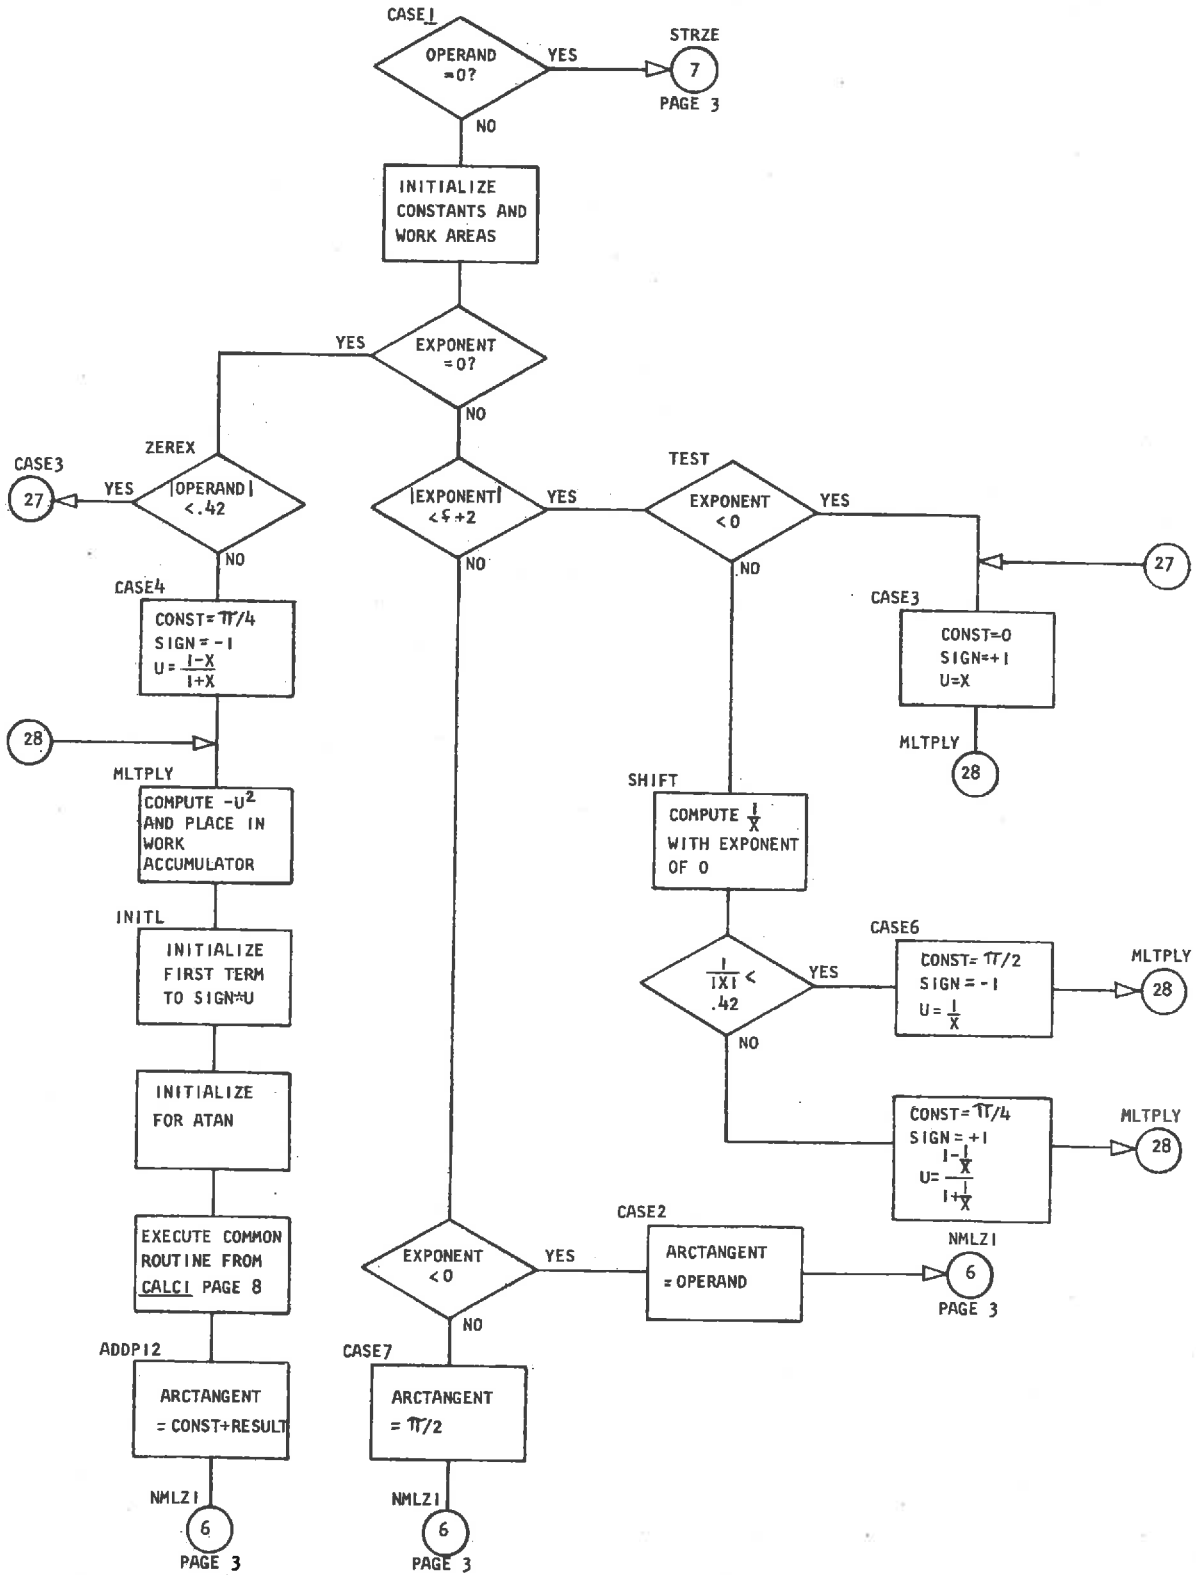 CASE1
OPERAND
=0?
YES
STRZE
7
PAGE 3
NO
INITIALIZE
CONSTANTS AND
WORK AREAS
EXPONENT
=0?
YES
NO
ZEREX
|OPERAND|
<.42
YES
CASE3
27
NO
|EXPONENT|
<f+2
YES
NO
TEST
EXPONENT
<0
YES
NO
27
CASE3
CONST=0
SIGN=+1
U=X
MLTPLY
28
CASE4
CONST=π/4
SIGN=-1
U=1-X
1+X
28
MLTPLY
COMPUTE -U²
AND PLACE IN
WORK
ACCUMULATOR
INITL
INITIALIZE
FIRST TERM
TO SIGN*U
INITIALIZE
FOR ATAN
EXECUTE COMMON
ROUTINE FROM
CALC1 PAGE 8
ADDP12
ARCTANGENT
=CONST+RESULT
NMLZ1
6
PAGE 3
SHIFT
COMPUTE 1/X
WITH EXPONENT
OF 0
1
|X| <
.42
YES
NO
CASE6
CONST=π/2
SIGN=-1
U=1/X
MLTPLY
28
CONST=π/4
SIGN=+1
1-1/X
U=
1+1/X
MLTPLY
28
EXPONENT
<0
YES
NO
CASE2
ARCTANGENT
=OPERAND
NMLZ1
6
PAGE 3
CASE7
ARCTANGENT
=π/2
NMLZ1
6
PAGE 3